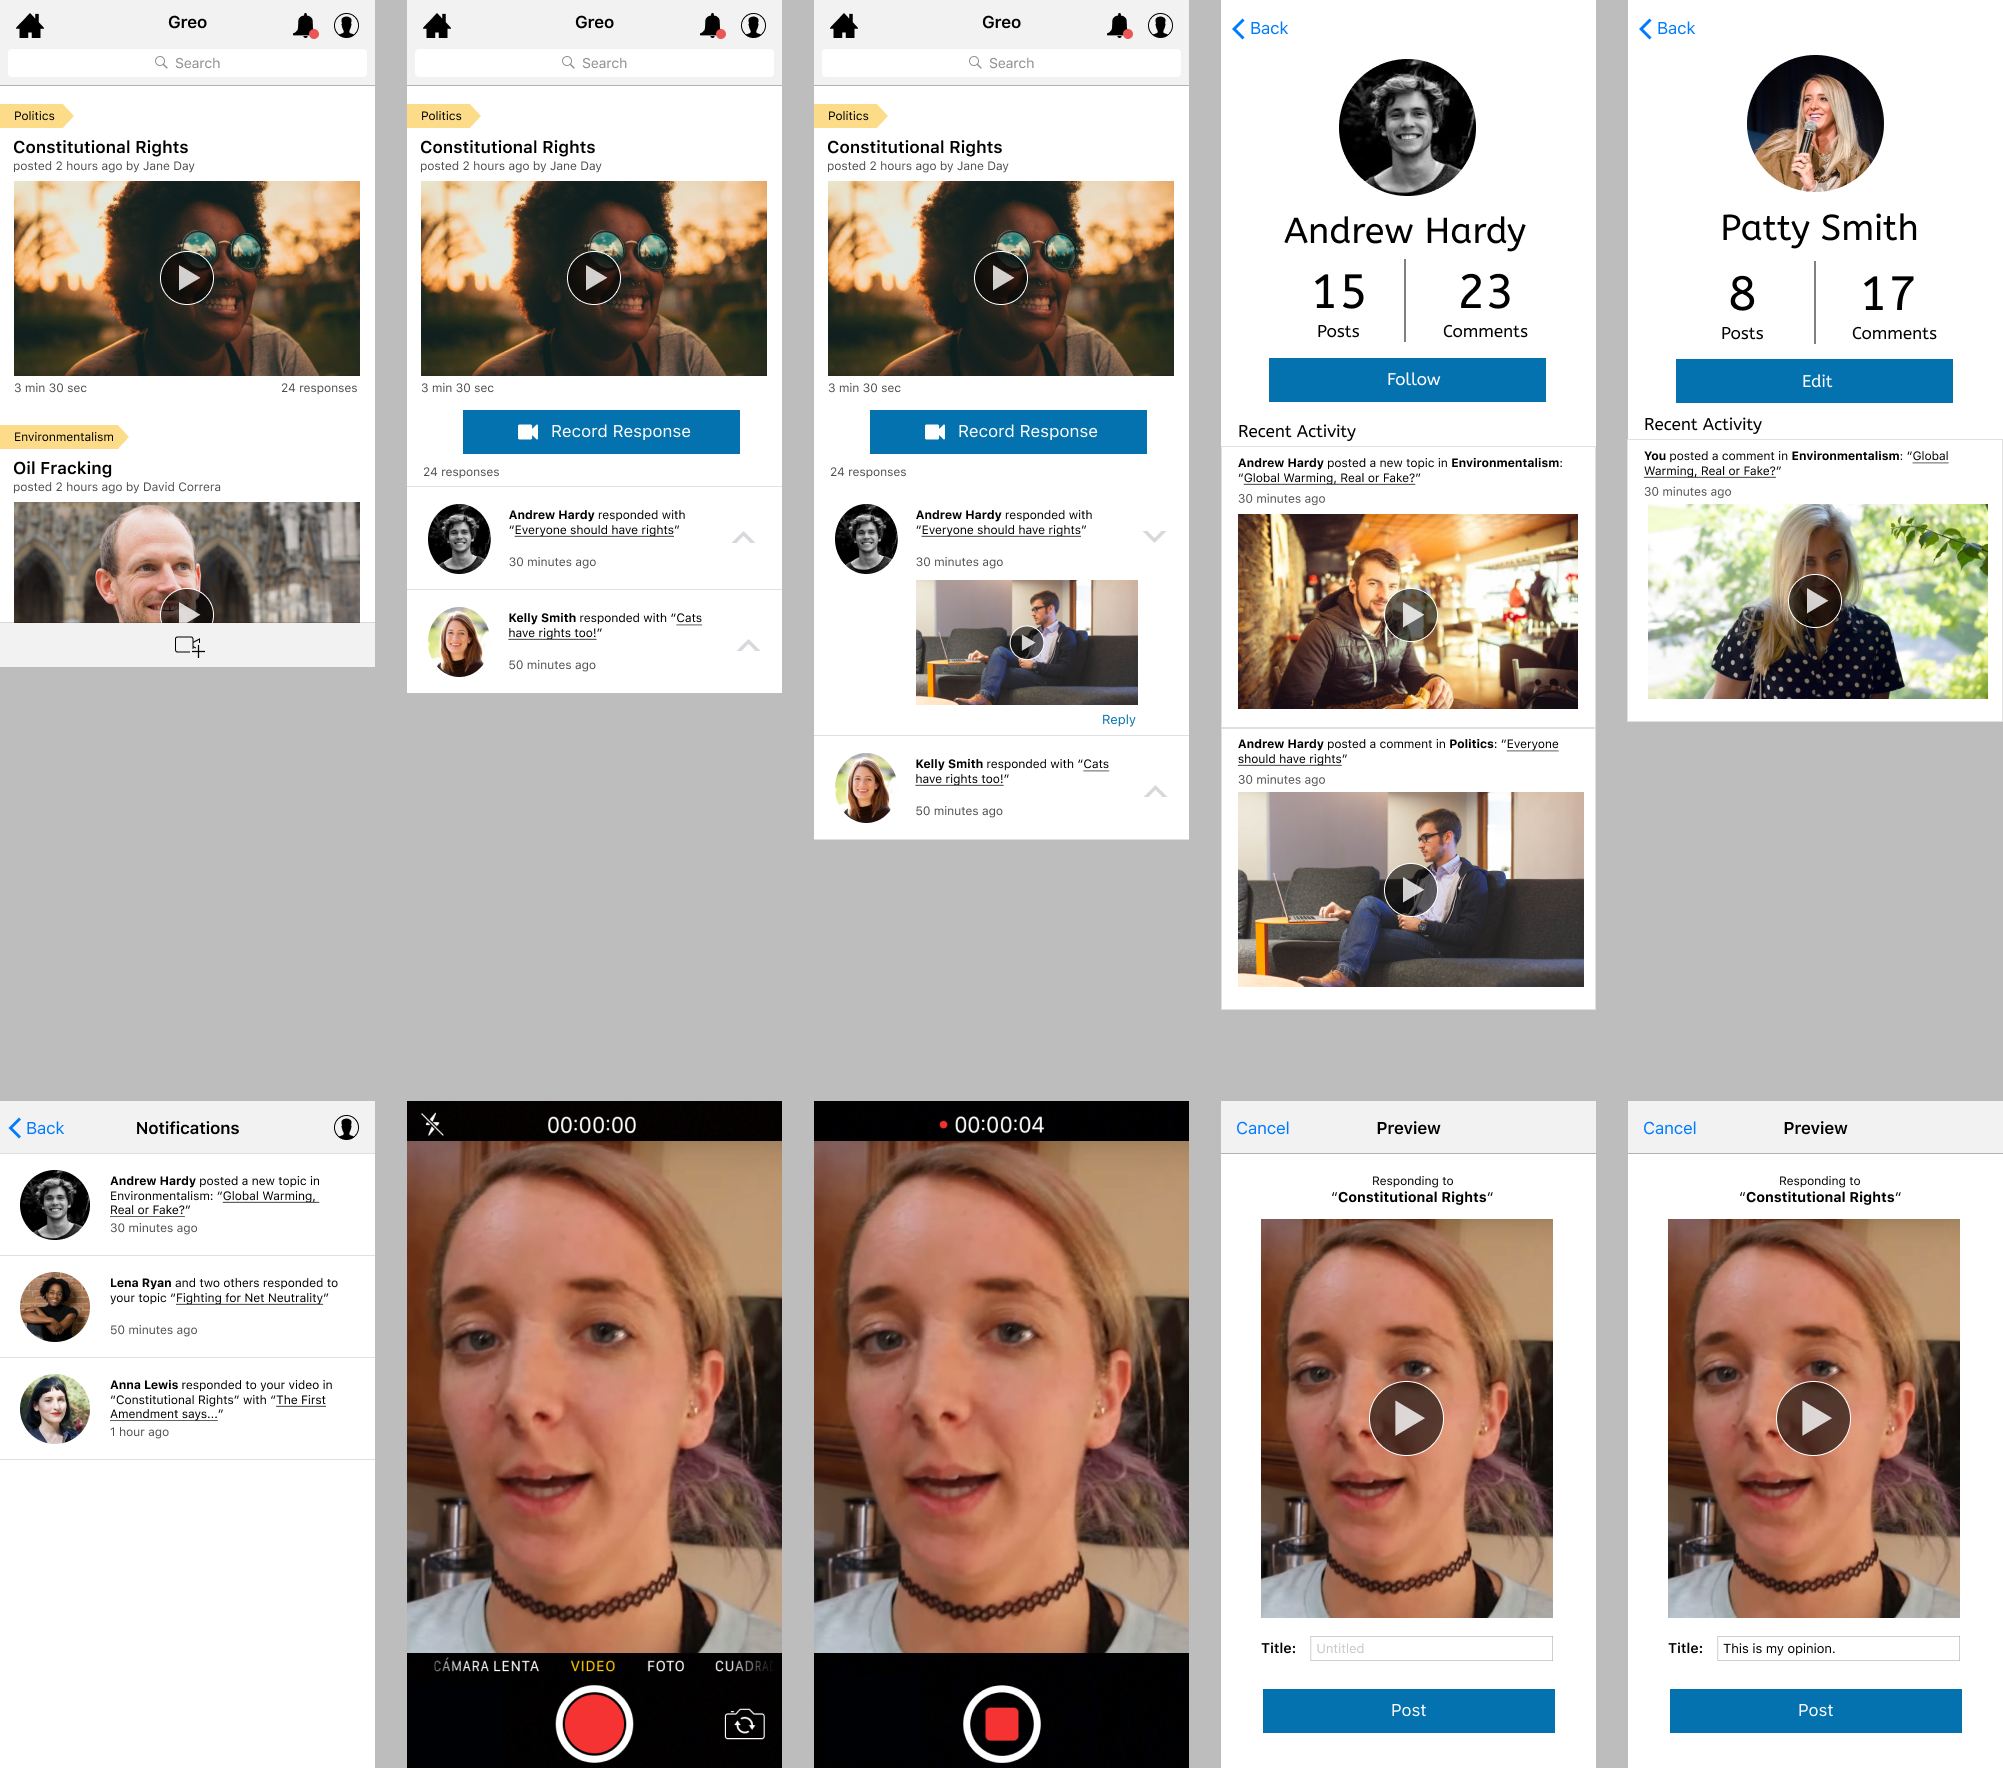 Greo
Search
Politics
Constitutional Rights
posted 2 hours ago by Jane Day
3 min 30 sec
24 responses
Environmentalism
Oil Fracking
posted 2 hours ago by David Correra
Greo
Search
Politics
Constitutional Rights
posted 2 hours ago by Jane Day
3 min 30 sec
Record Response
24 responses
Andrew Hardy responded with
“Everyone should have rights”
30 minutes ago
Kelly Smith responded with “Cats
have rights too!”
50 minutes ago
Greo
Search
Politics
Constitutional Rights
posted 2 hours ago by Jane Day
3 min 30 sec
Record Response
24 responses
Andrew Hardy responded with
“Everyone should have rights”
30 minutes ago
Reply
Kelly Smith responded with “Cats
have rights too!”
50 minutes ago
Back
Andrew Hardy
15
23
Posts
Comments
Follow
Recent Activity
Andrew Hardy posted a new topic in Environmentalism:
“Global Warming, Real or Fake?”
30 minutes ago
Andrew Hardy posted a comment in Politics: “Everyone
should have rights”
30 minutes ago
Back
Patty Smith
8
17
Posts
Comments
Edit
Recent Activity
You posted a comment in Environmentalism: “Global
Warming, Real or Fake?”
30 minutes ago
Back
Notifications
Andrew Hardy posted a new topic in
Environmentalism: “Global Warming,
Real or Fake?”
30 minutes ago
Lena Ryan and two others responded to
your topic “Fighting for Net Neutrality”
50 minutes ago
Anna Lewis responded to your video in
“Constitutional Rights” with “The First
Amendment says...”
1 hour ago
00:00:00
CÁMARA LENTA
VIDEO
FOTO
CUADRA
00:00:04
Cancel
Preview
Responding to
“Constitutional Rights“
Title:
Untitled
Post
Cancel
Preview
Responding to
“Constitutional Rights“
Title:
This is my opinion.
Post